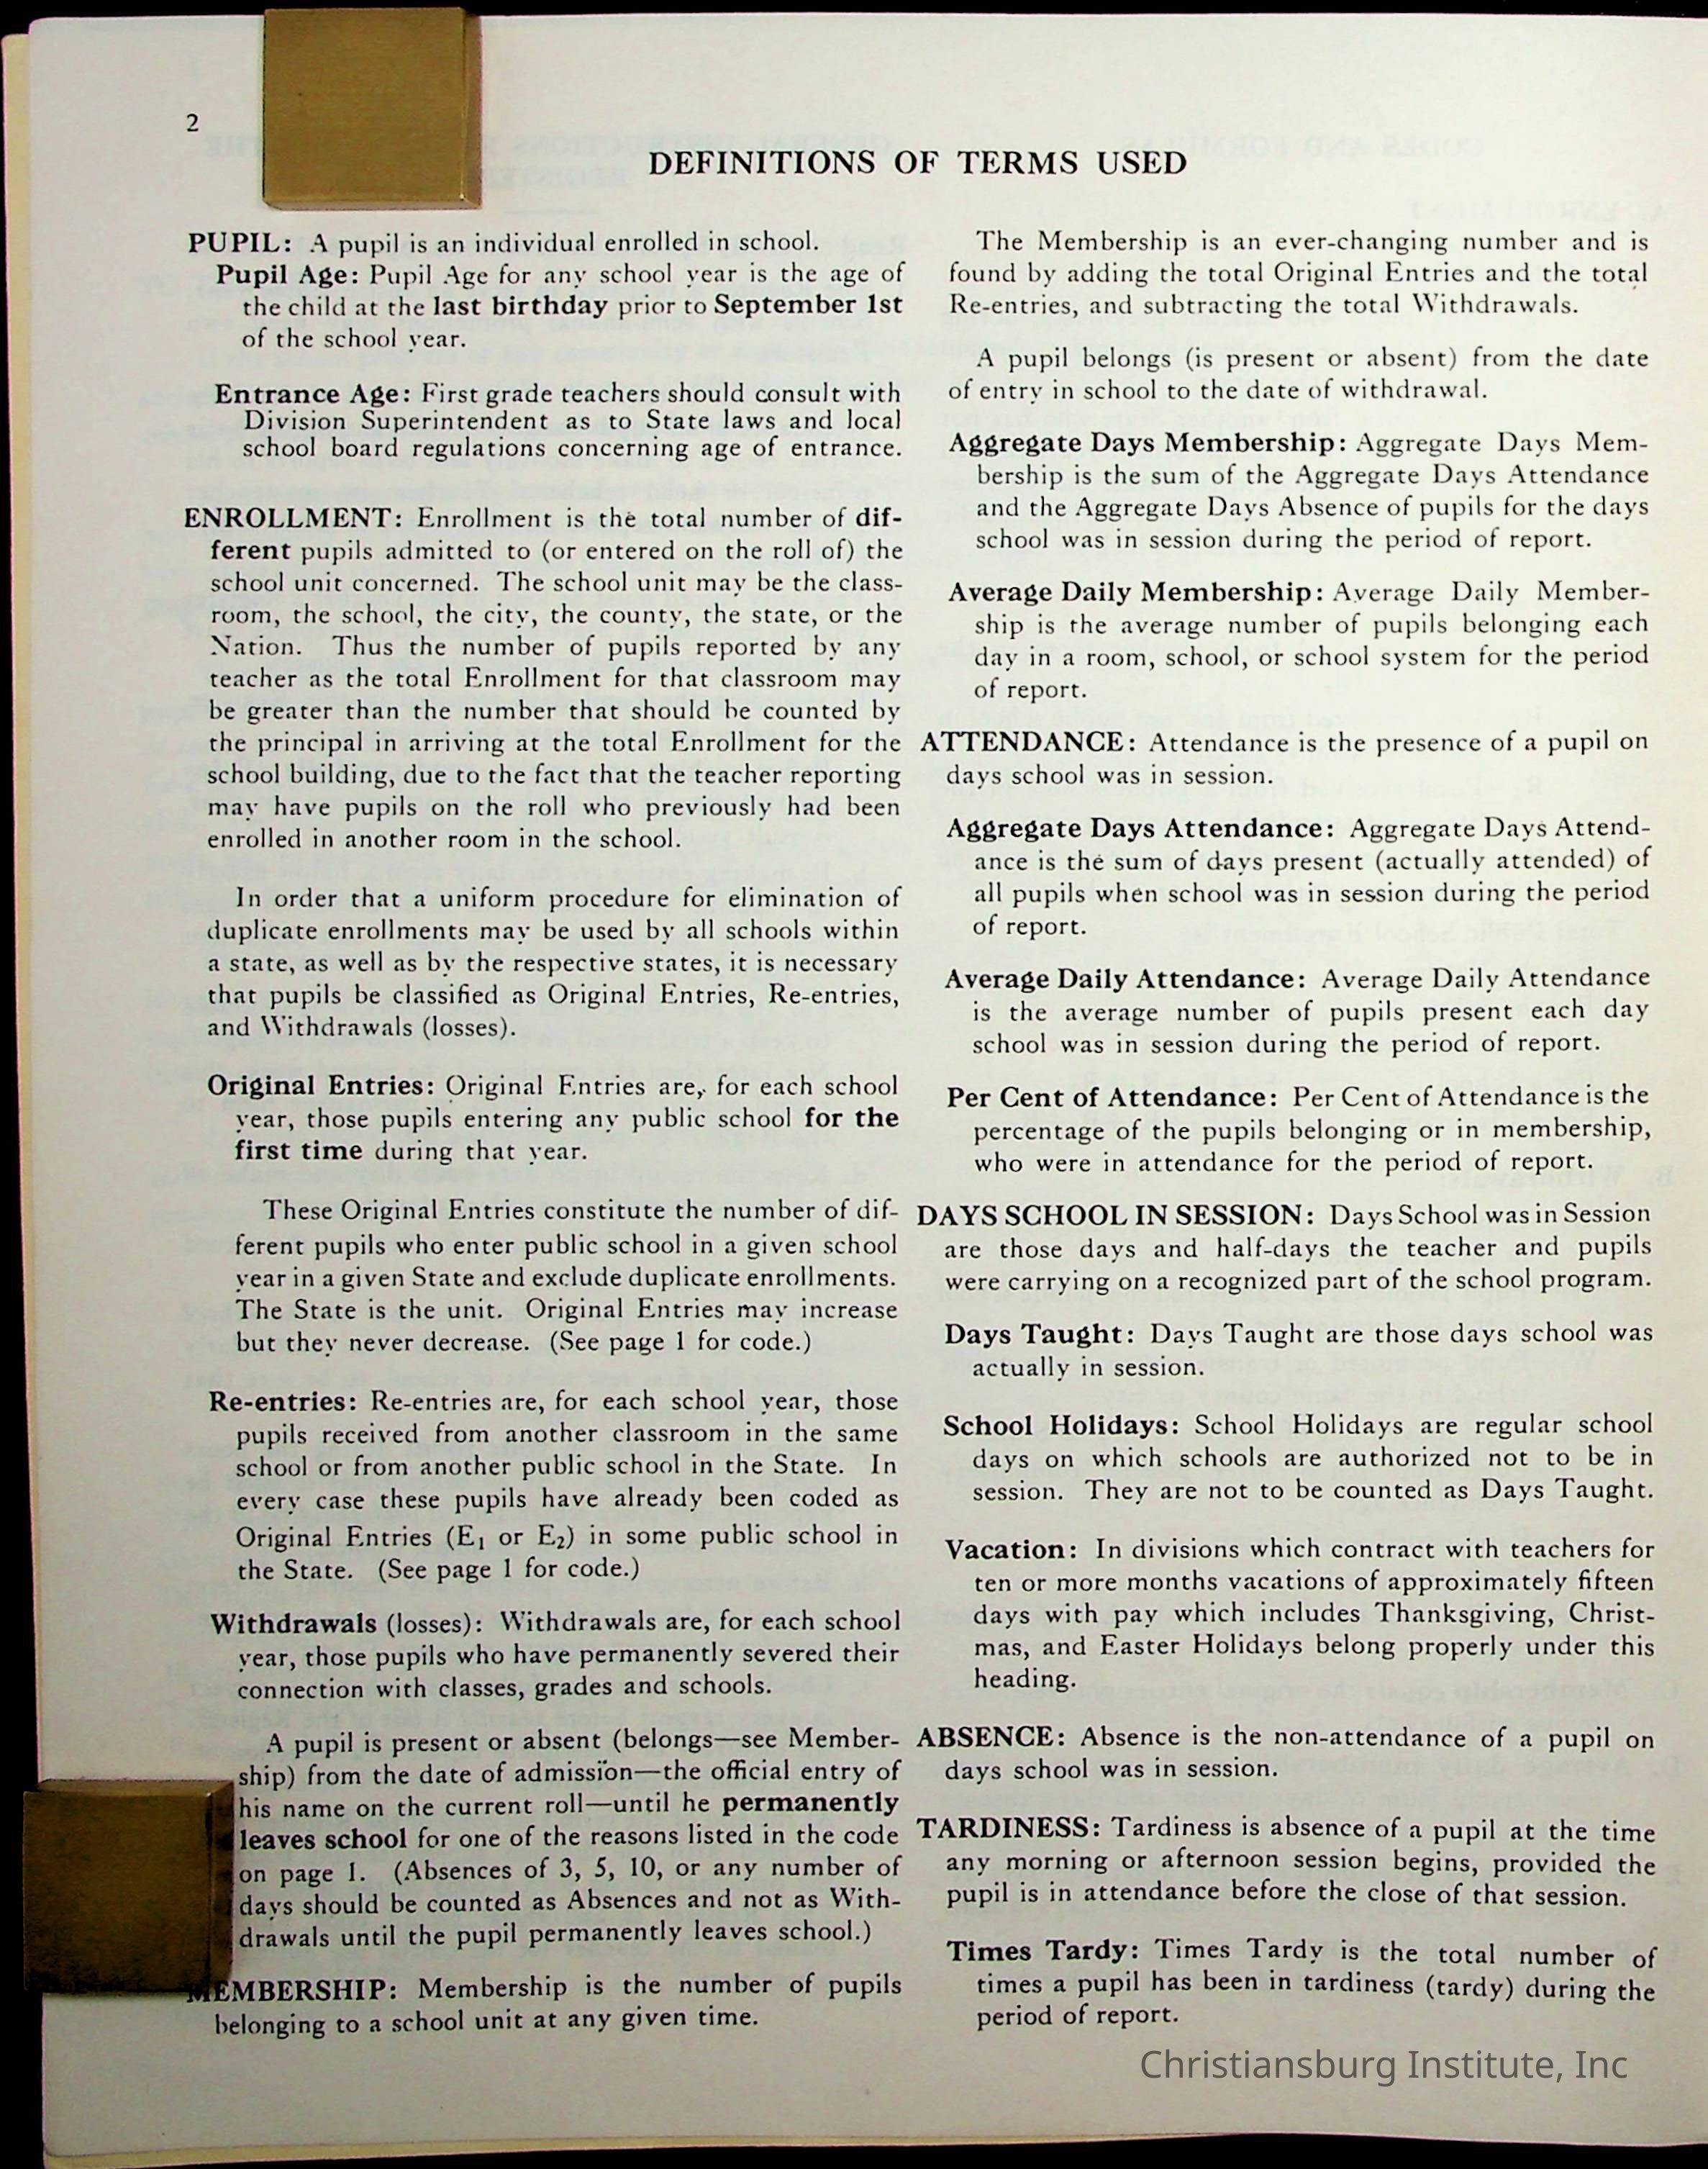 2
DEFINITIONS OF TERMS USED
PUPIL: A pupil is an individual enrolled in school.
Pupil Age: Pupil Age for any school year is the age of
the child at the last birthday prior to September 1st
of the school year.
Entrance Age: First grade teachers should consult with
Division Superintendent as to State laws and local
school board regulations concerning age of entrance.
ENROLLMENT: Enrollment is the total number of dif-
ferent pupils admitted to (or entered on the roll of) the
school unit concerned. The school unit may be the class-
room, the school, the city, the county, the state, or the
Nation. Thus the number of pupils reported by any
teacher as the total Enrollment for that classroom may
be greater than the number that should be counted by
the principal in arriving at the total Enrollment for the
school building, due to the fact that the teacher reporting
may have pupils on the roll who previously had been
enrolled in another room in the school.
In order that a uniform procedure for elimination of
duplicate enrollments may be used by all schools within
a state, as well as by the respective states, it is necessary
that pupils be classified as Original Entries, Re-entries,
and Withdrawals (losses).
Original Entries: Original Entries are, for each school
year, those pupils entering any public school for the
first time during that year.
These Original Entries constitute the number of dif-
ferent pupils who enter public school in a given school
year in a given State and exclude duplicate enrollments.
The State is the unit. Original Entries may increase
but they never decrease. (See page 1 for code.)
Re-entries: Re-entries are, for each school year, those
pupils received from another classroom in the same
school or from another public school in the State. In
every case these pupils have already been coded as
Original Entries (E1 or E2) in some public school in
the State. (See page 1 for code.)
Withdrawals (losses): Withdrawals are, for each school
year, those pupils who have permanently severed their
connection with classes, grades and schools.
A pupil is present or absent (belongs—see Member-
ship) from the date of admission—the official entry of
his name on the current roll—until he permanently
leaves school for one of the reasons listed in the code
on page 1. (Absences of 3, 5, 10, or any number of
days should be counted as Absences and not as With-
drawals until the pupil permanently leaves school.)
MEMBERSHIP: Membership is the number of pupils
belonging to a school unit at any given time.
The Membership is an ever-changing number and is
found by adding the total Original Entries and the total
Re-entries, and subtracting the total Withdrawals.
A pupil belongs (is present or absent) from the date
of entry in school to the date of withdrawal.
Aggregate Days Membership: Aggregate Days Mem-
bership is the sum of the Aggregate Days Attendance
and the Aggregate Days Absence of pupils for the days
school was in session during the period of report.
Average Daily Membership: Average Daily Member-
ship is the average number of pupils belonging each
day in a room, school, or school system for the period
of report.
ATTENDANCE: Attendance is the presence of a pupil on
days school was in session.
Aggregate Days Attendance: Aggregate Days Attend-
ance is the sum of days present (actually attended) of
all pupils when school was in session during the period
of report.
Average Daily Attendance: Average Daily Attendance
is the average number of pupils present each day
school was in session during the period of report.
Per Cent of Attendance: Per Cent of Attendance is the
percentage of the pupils belonging or in membership,
who were in attendance for the period of report.
DAYS SCHOOL IN SESSION: Days School was in Session
are those days and half-days the teacher and pupils
were carrying on a recognized part of the school program.
Days Taught: Days Taught are those days school was
actually in session.
School Holidays: School Holidays are regular school
days on which schools are authorized not to be in
session. They are not to be counted as Days Taught.
Vacation: In divisions which contract with teachers for
ten or more months vacations of approximately fifteen
days with pay which includes Thanksgiving, Christ-
mas, and Easter Holidays belong properly under this
heading.
ABSENCE: Absence is the non-attendance of a pupil on
days school was in session.
TARDINESS: Tardiness is absence of a pupil at the time
any morning or afternoon session begins, provided the
pupil is in attendance before the close of that session.
Times Tardy: Times Tardy is the total number of
times a pupil has been in tardiness (tardy) during the
period of report.
Christiansburg Institute, Inc